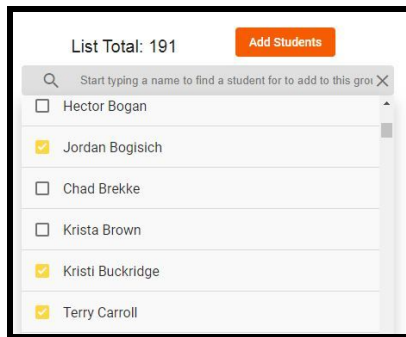 List Total: 191
Add Students
Start typing a name to find a student for to add to this grou
Hector Bogan
Jordan Bogisich
Chad Brekke
Krista Brown
Kristi Buckridge
Terry Carroll